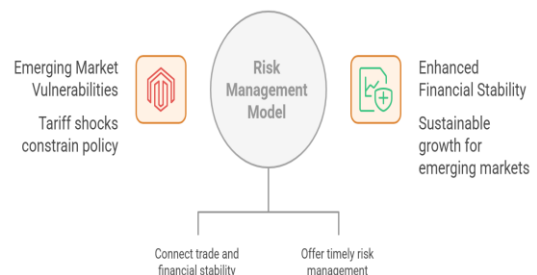 Emerging Market
Vulnerabilities
Tariff shocks
constrain policy
Risk
Management
Model
Enhanced
Financial Stability
Sustainable
growth for
emerging markets
Connect trade and
financial stability
Offer timely risk
management